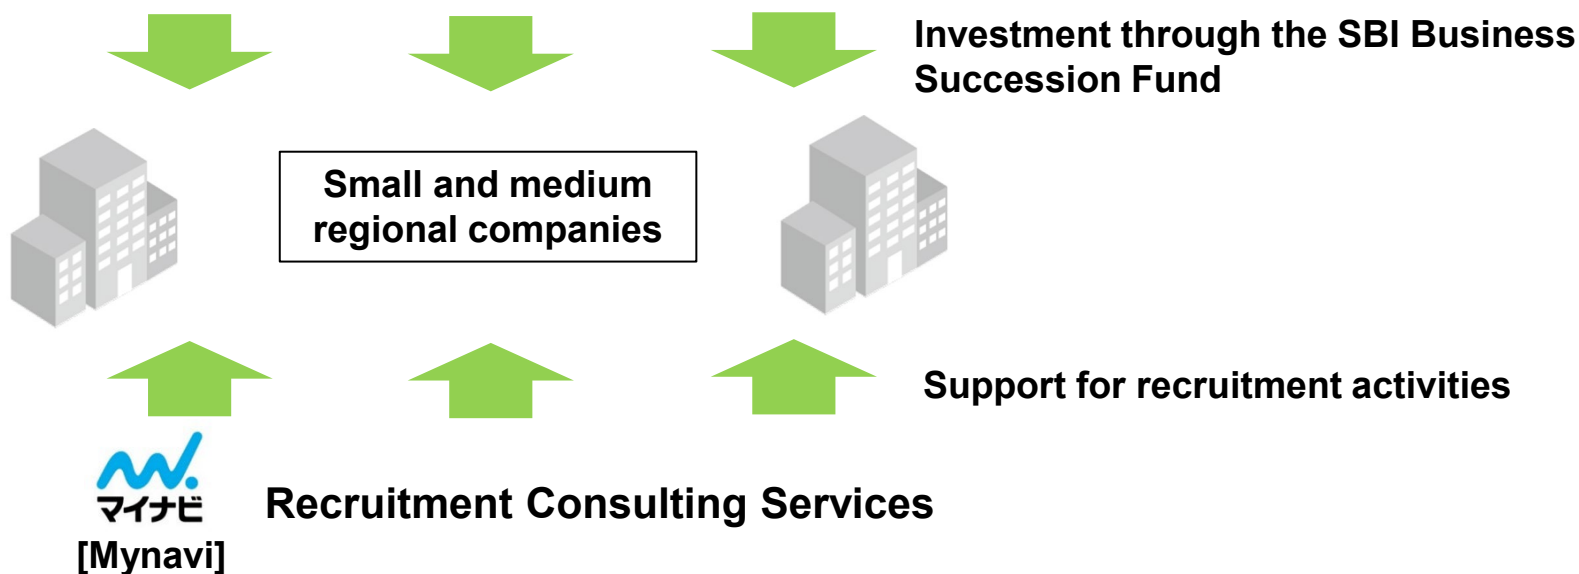 Investment through the SBI Business
Succession Fund
Small and medium
regional companies
Support for recruitment activities
マイナビ
Recruitment Consulting Services
[Mynavi]